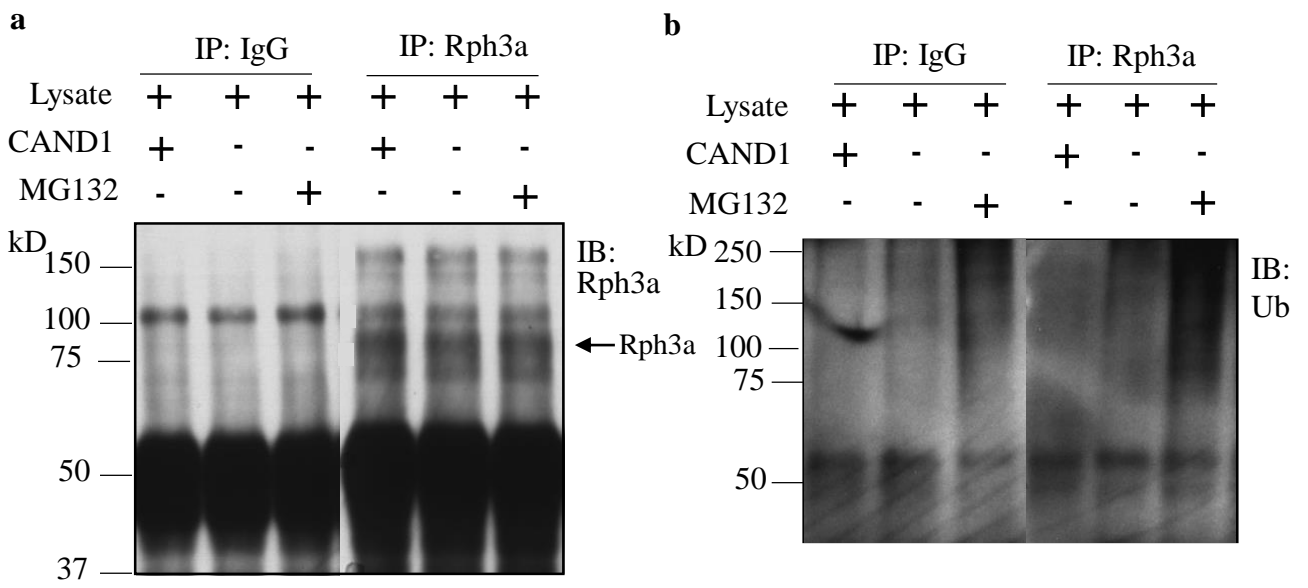 a
IP: IgG IP: Rph3a
Lysate + + + + + +
CAND1 + - - + - -
MG132 - - + - - +
kD
150
100
75
50
37
IB:
Rph3a
Rph3a
b
IP: IgG IP: Rph3a
Lysate + + + + + +
CAND1 + - - + - -
MG132 - - + - - +
kD 250
150
100
75
50
IB:
Ub